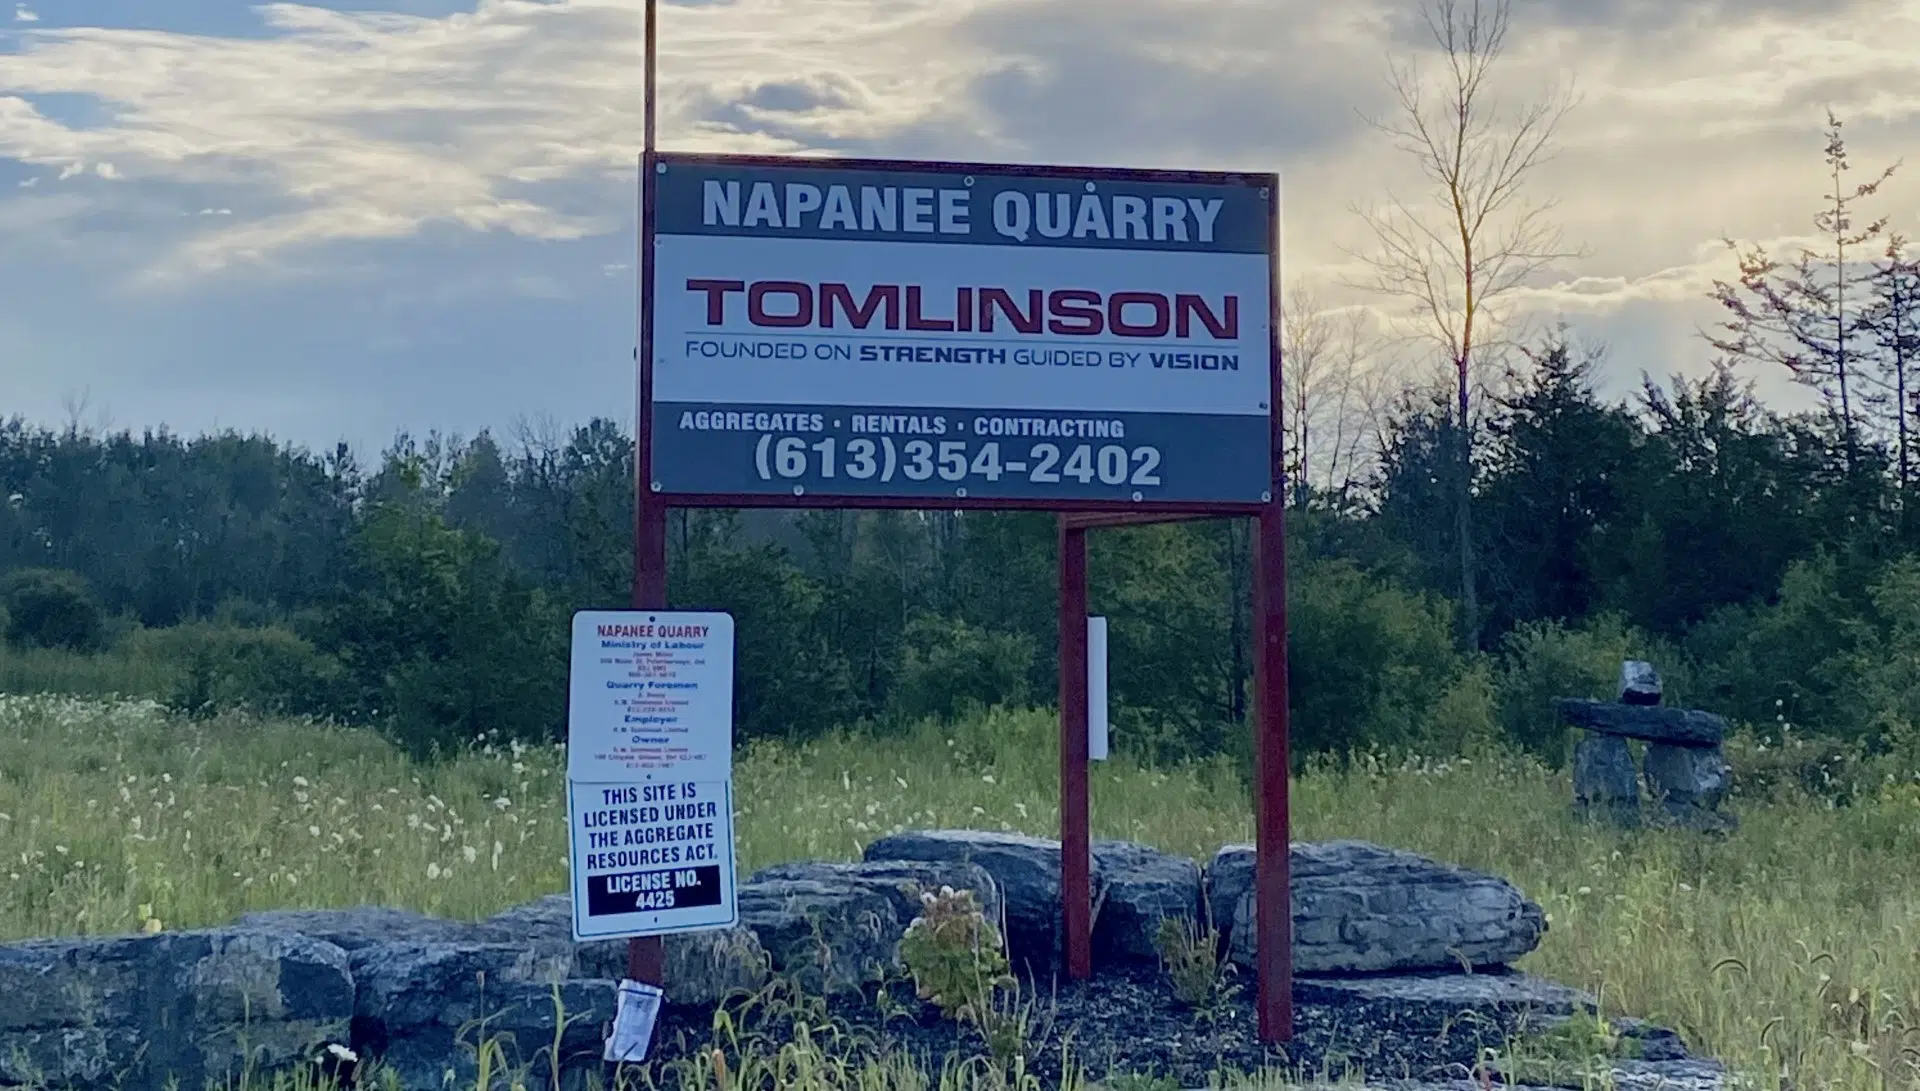 NAPANEE QUARRY
TOMLINSON
FOUNDED ON STRENGTH GUIDED BY VISION
AGGREGATES · RENTALS · CONTRACTING
(613)354-2402
NAPANEE QUARRY
Ministry of Labour
Quarry Foreman
Employer
Owner
THIS SITE IS
LICENSED UNDER
THE AGGREGATE
RESOURCES ACT.
LICENSE NO.
4425